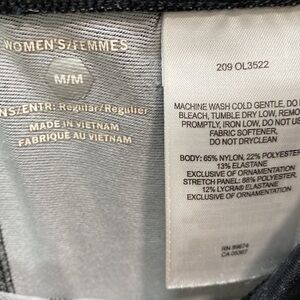 WOMEN'S/FEMMES
M/M
NS/ENTR: Regular/Regulier
MADE IN VIETNAM
FABRIQUE AU VIETNAM
209 OL3522
MACHINE WASH COLD GENTLE, DO
BLEACH, TUMBLE DRY LOW, REMO
PROMPTLY, IRON LOW, DO NOT US
FABRIC SOFTENER,
DO NOT DRYCLEAN.
BODY: 65% NYLON, 22% POLYESTER
13% ELASTANE
EXCLUSIVE OF ORNAMENTATION
STRETCH PANEL: 88% POLYESTER,
12% LYCRA® ELASTANE
EXCLUSIVE OF ORNAMENTATION
RN 89674
CA 05367